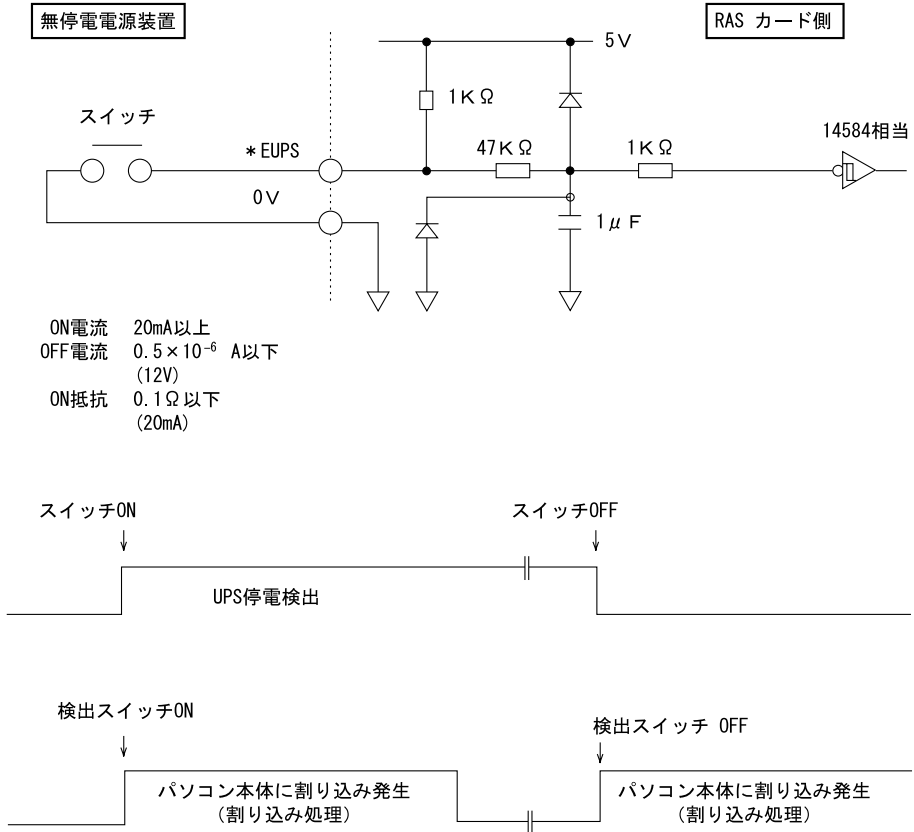 無停電電源装置
RAS カード側
5V
1KΩ
スイッチ
14584相当
*EUPS
47KΩ
1KΩ
0V
1μF
ON電流 20mA以上
OFF電流 0.5×10⁻⁶ A以下
(12V)
ON抵抗 0.1Ω以下
(20mA)
スイッチON
スイッチOFF
UPS停電検出
検出スイッチON
検出スイッチ OFF
パソコン本体に割り込み発生
(割り込み処理)
パソコン本体に割り込み発生
(割り込み処理)